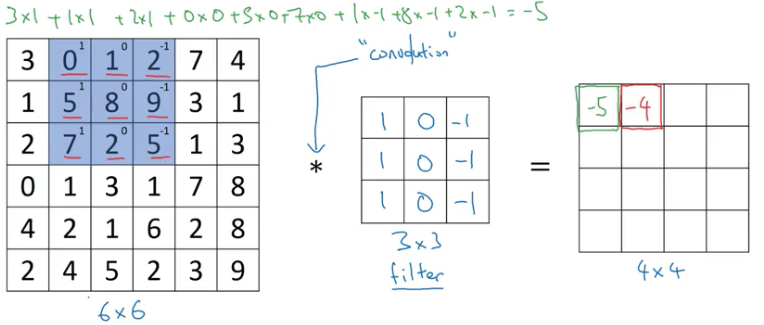 3x1 + 1x1 + 2x1 + 0x0 + 5x0 + 7x0 + 1x-1 + 8x-1 + 2x-1 = -5
"convolution"
3 0 1 1 0 2 -1 7 4
1 5 1 8 0 9 -1 3 1
2 7 1 2 0 5 -1 1 3
0 1 3 1 7 8
4 2 1 6 2 8
2 4 5 2 3 9
6x6
*
1 0 -1
1 0 -1
1 0 -1
3x3
filter
=
-5 -4
4x4